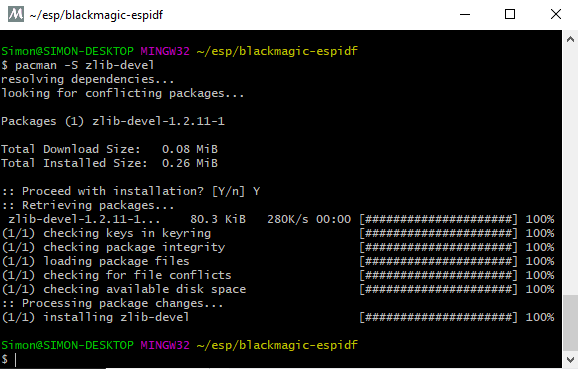 ~/esp/blackmagic-espidf
Simon@SIMON-DESKTOP MINGW32 ~/esp/blackmagic-espidf
$ pacman -S zlib-devel
resolving dependencies...
looking for conflicting packages...
Packages (1) zlib-devel-1.2.11-1
Total Download Size:   0.08 MiB
Total Installed Size:  0.26 MiB
:: Proceed with installation? [Y/n] Y
:: Retrieving packages...
 zlib-devel-1.2.11-1...    80.3 KiB   280K/s 00:00 [######################] 100%
(1/1) checking keys in keyring                     [######################] 100%
(1/1) checking package integrity                   [######################] 100%
(1/1) loading package files                        [######################] 100%
(1/1) checking for file conflicts                  [######################] 100%
(1/1) checking available disk space                [######################] 100%
:: Processing package changes...
(1/1) installing zlib-devel                        [######################] 100%
Simon@SIMON-DESKTOP MINGW32 ~/esp/blackmagic-espidf
$